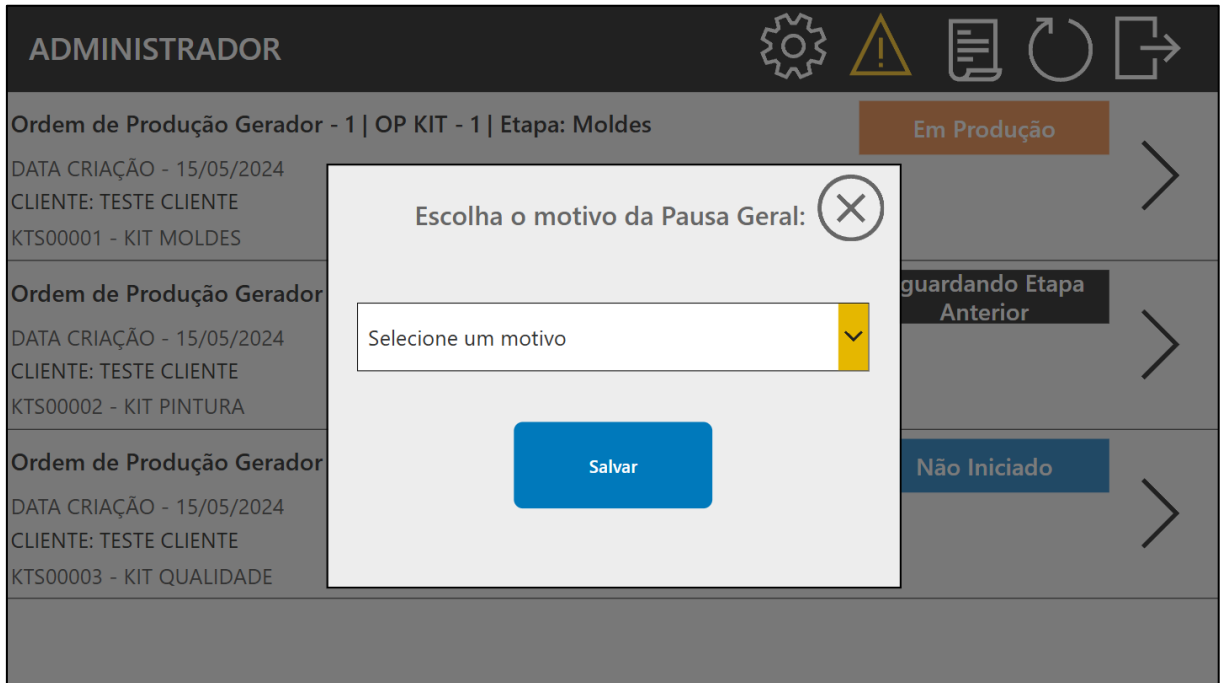 ADMINISTRADOR
Ordem de Produção Gerador - 1 | OP KIT - 1 | Etapa: Moldes
Em Produção
DATA CRIAÇÃO - 15/05/2024
CLIENTE: TESTE CLIENTE
KTS00001 - KIT MOLDES
Escolha o motivo da Pausa Geral:
Selecione um motivo
Salvar
Ordem de Produção Gerador
guardando Etapa
Anterior
DATA CRIAÇÃO - 15/05/2024
CLIENTE: TESTE CLIENTE
KTS00002 - KIT PINTURA
Ordem de Produção Gerador
Não Iniciado
DATA CRIAÇÃO - 15/05/2024
CLIENTE: TESTE CLIENTE
KTS00003 - KIT QUALIDADE